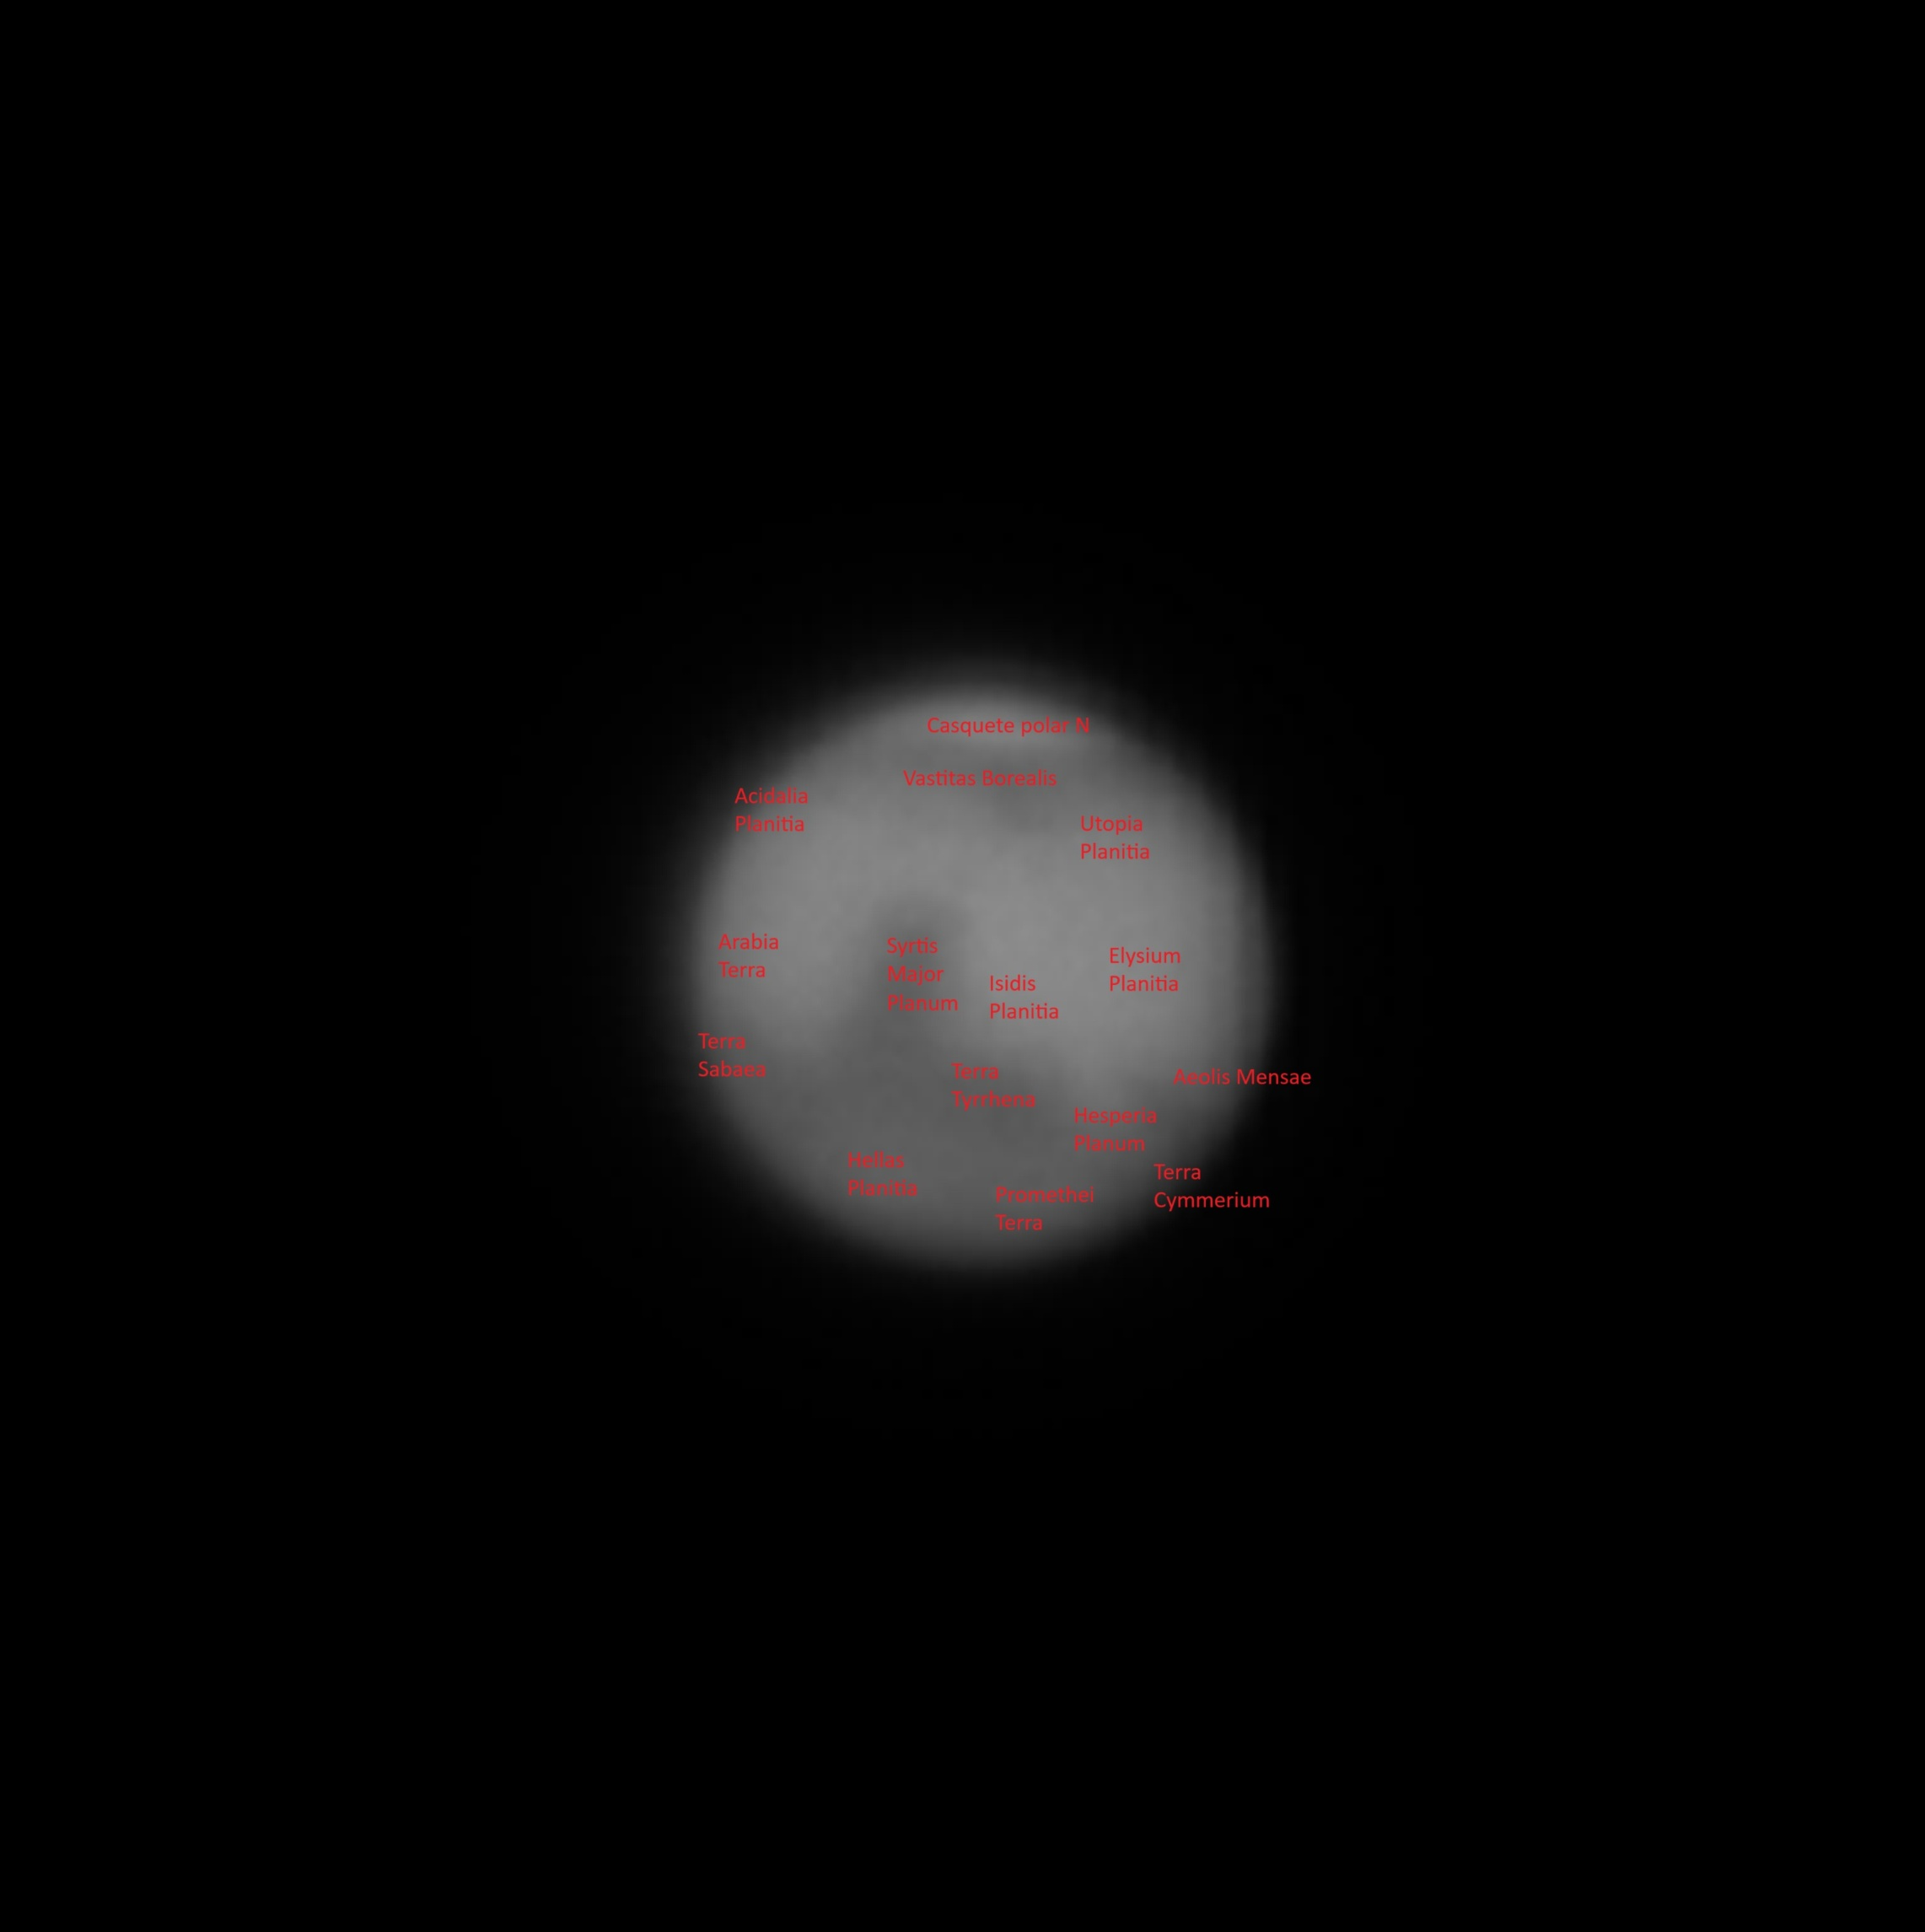 Casquete polar N
Vastitas Borealis
Acidalia
Planitia
Utopia
Planitia
Arabia
Terra
Syrtis
Major
Planum
Isidis
Planitia
Elysium
Planitia
Terra
Sabaea
Terra
Tyrrhena
Aeolis Mensae
Hesperia
Planum
Hellas
Planitia
Promethei
Terra
Terra
Cymmerium